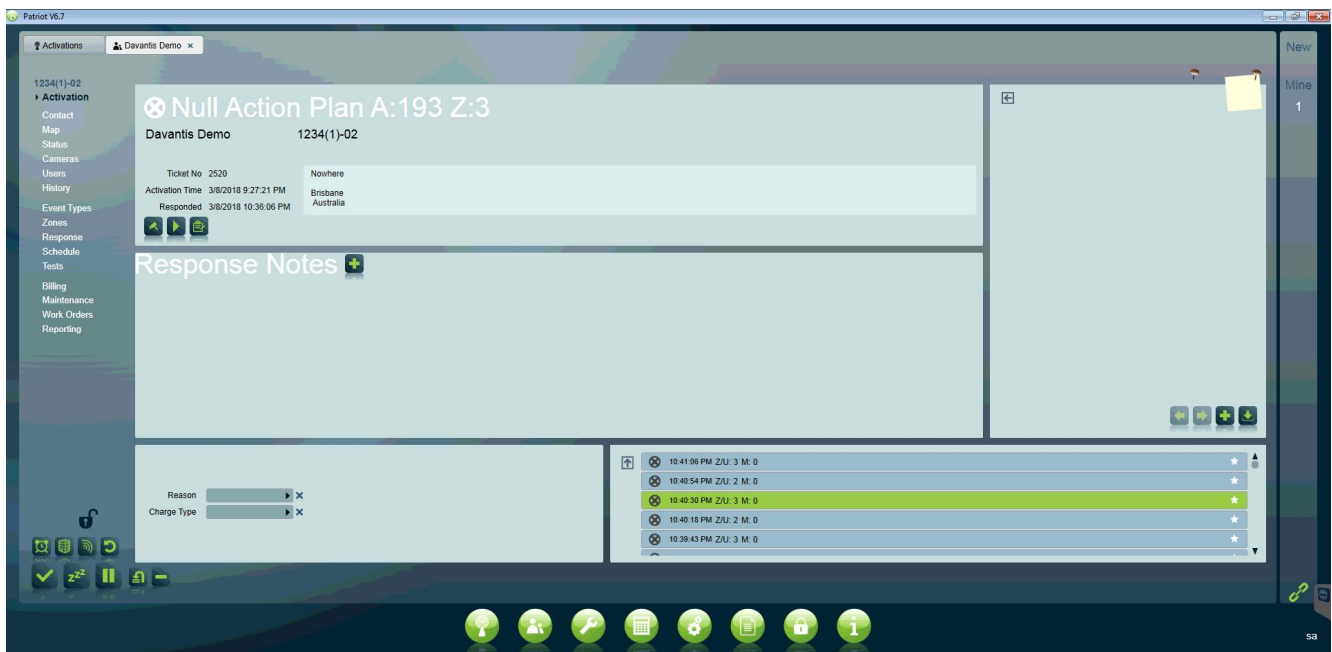 Patriot V6.7
Activations
Davantis Demo ×
New
Mine
1
1234(1)-02
Activation
Contact
Map
Status
Cameras
Users
History
Event Types
Zones
Response
Schedule
Tests
Billing
Maintenance
Work Orders
Reporting
Null Action Plan A:193 Z:3
Davantis Demo 1234(1)-02
Ticket No 2520
Activation Time 3/8/2018 9:27:21 PM
Responded 3/8/2018 10:36:06 PM
Nowhere
Brisbane
Australia
Response Notes
Reason
Charge Type
10:41:06 PM Z/U: 3 M: 0
10:40:54 PM Z/U: 2 M: 0
10:40:30 PM Z/U: 3 M: 0
10:40:18 PM Z/U: 2 M: 0
10:39:43 PM Z/U: 3 M: 0
zzz
sa